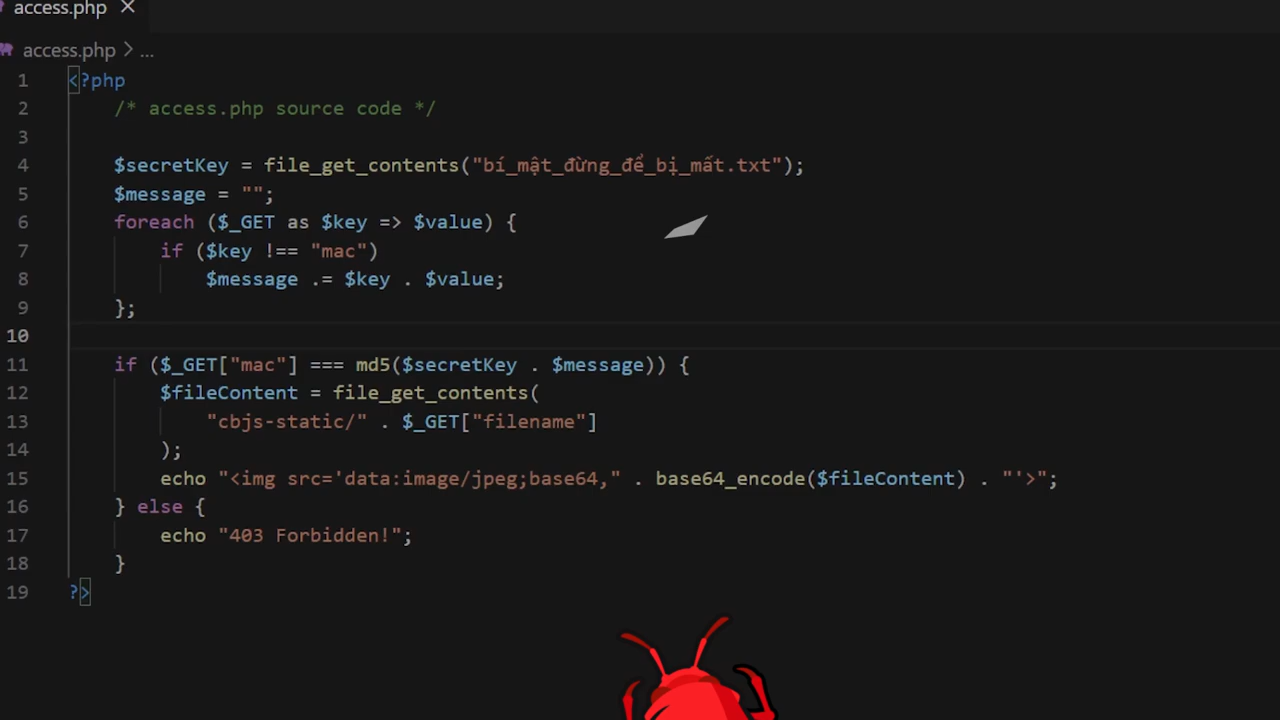 access.php ×
access.php > ...
1 <?php
2 /* access.php source code */
3
4 $secretKey = file_get_contents("bí_mật_đừng_để_bị_mất.txt");
5 $message = "";
6 foreach ($_GET as $key => $value) {
7 if ($key !== "mac")
8 $message .= $key . $value;
9 };
10
11 if ($_GET["mac"] === md5($secretKey . $message)) {
12 $fileContent = file_get_contents(
13 "cbjs-static/" . $_GET["filename"]
14 );
15 echo "<img src='data:image/jpeg;base64," . base64_encode($fileContent) . "'>";
16 } else {
17 echo "403 Forbidden!";
18 }
19 ?>